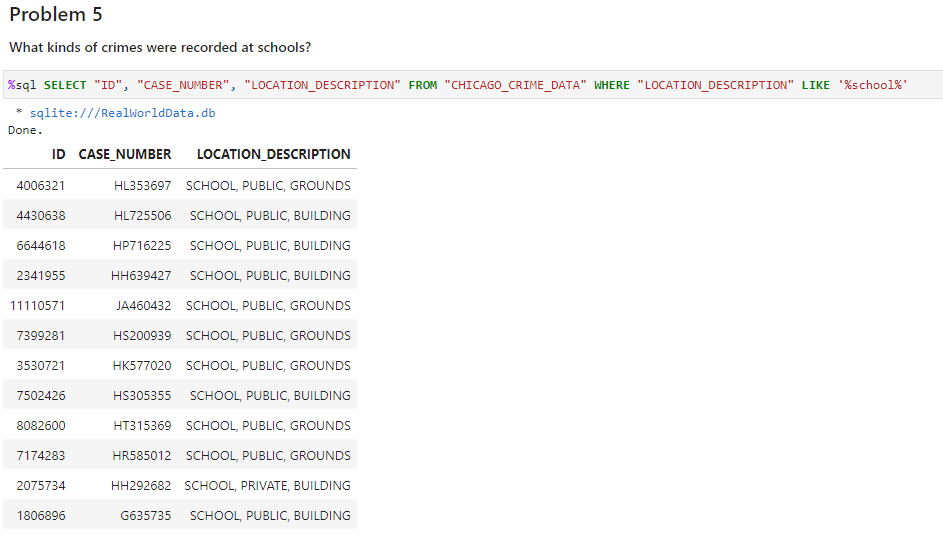 Problem 5
What kinds of crimes were recorded at schools?
%sql SELECT "ID", "CASE_NUMBER", "LOCATION_DESCRIPTION" FROM "CHICAGO_CRIME_DATA" WHERE "LOCATION_DESCRIPTION" LIKE '%school%'
* sqlite:///RealWorldData.db
Done.
ID CASE_NUMBER LOCATION_DESCRIPTION
4006321 HL353697 SCHOOL, PUBLIC, GROUNDS
4430638 HL725506 SCHOOL, PUBLIC, BUILDING
6644618 HP716225 SCHOOL, PUBLIC, BUILDING
2341955 HH639427 SCHOOL, PUBLIC, BUILDING
11110571 JA460432 SCHOOL, PUBLIC, GROUNDS
7399281 HS200939 SCHOOL, PUBLIC, GROUNDS
3530721 HK577020 SCHOOL, PUBLIC, GROUNDS
7502426 HS305355 SCHOOL, PUBLIC, BUILDING
8082600 HT315369 SCHOOL, PUBLIC, GROUNDS
7174283 HR585012 SCHOOL, PUBLIC, GROUNDS
2075734 HH292682 SCHOOL, PRIVATE, BUILDING
1806896 G635735 SCHOOL, PUBLIC, BUILDING